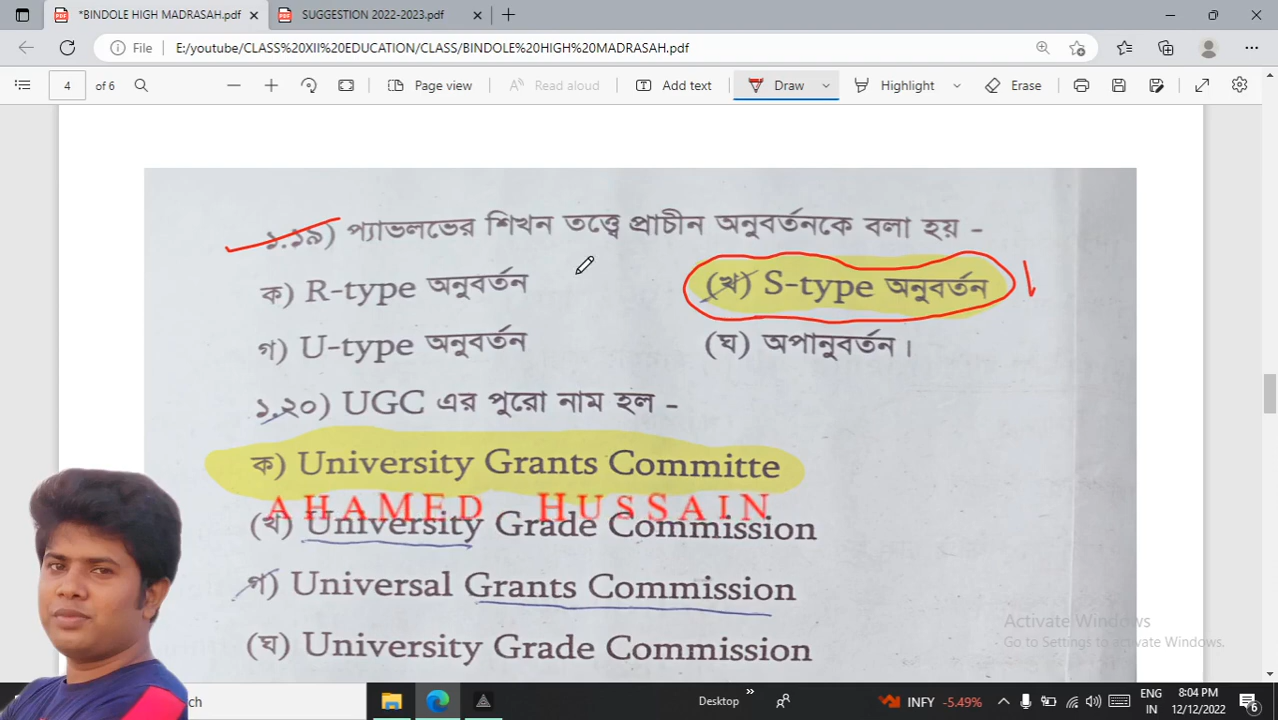 *BINDOLE HIGH MADRASAH.pdf
SUGGESTION 2022-2023.pdf
File E:/youtube/CLASS%20XII%20EDUCATION/CLASS/BINDOLE%20HIGH%20MADRASAH.pdf
4 of 6 Page view Read aloud Add text Draw Highlight Erase
১.১৯) প্যাভলভের শিখন তত্ত্বে প্রাচীন অনুবর্তনকে বলা হয় -
ক) R-type অনুবর্তন (খ) S-type অনুবর্তন
গ) U-type অনুবর্তন (ঘ) অপানুবর্তন।
১.২০) UGC এর পুরো নাম হল -
ক) University Grants Committe
AHAMED HUSSAIN
(খ) University Grade Commission
গ) Universal Grants Commission
(ঘ) University Grade Commission
Activate Windows
Go to Settings to activate Windows.
ch Desktop INFY -5.49% ENG IN 8:04 PM 12/12/2022 6